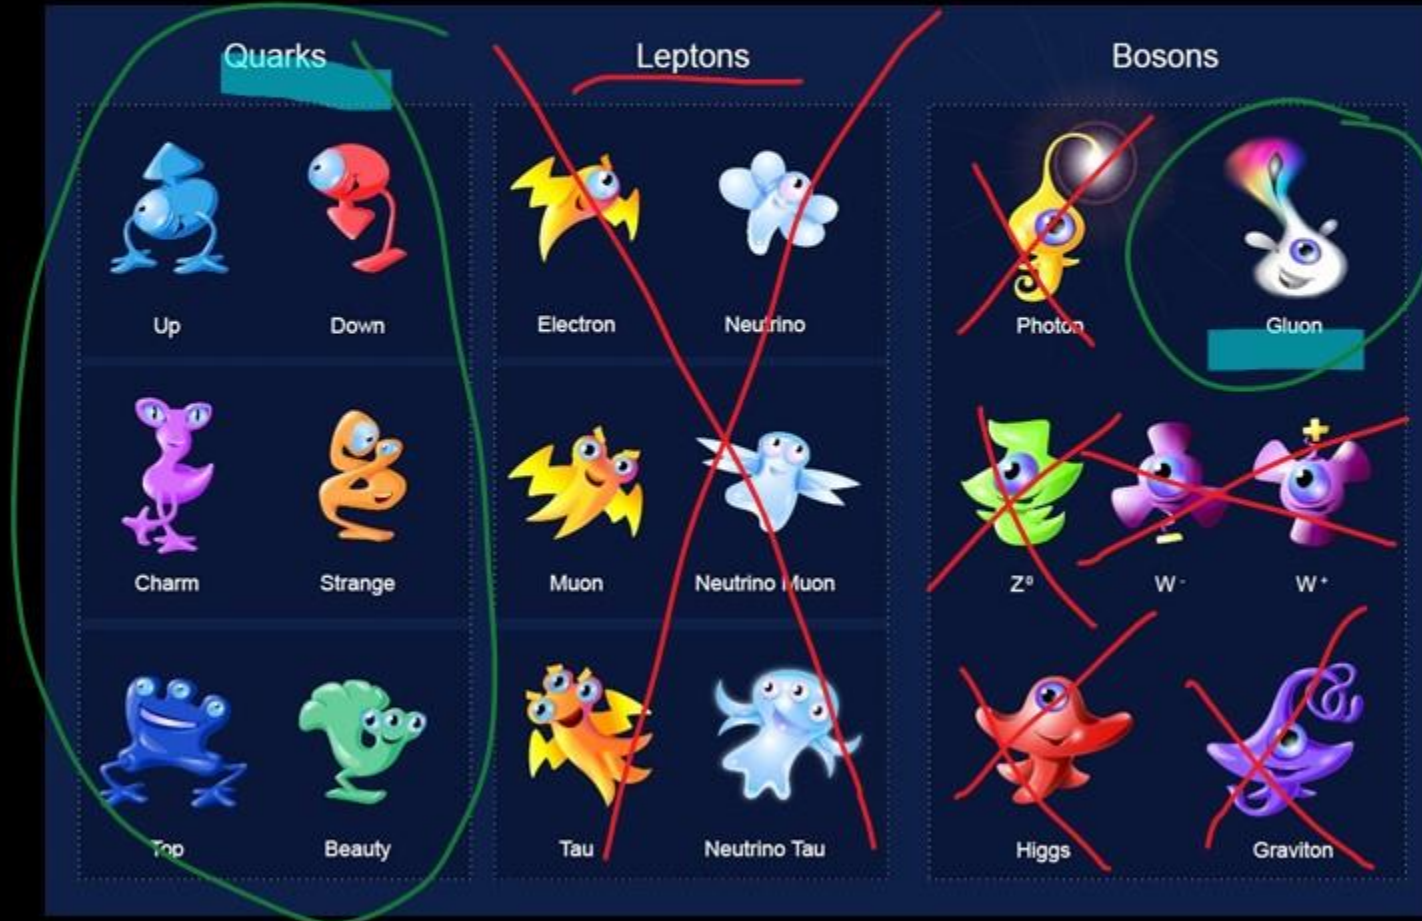 Quarks
Leptons
Bosons
Up
Down
Electron
Neutrino
Photon
Gluon
Charm
Strange
Muon
Neutrino Muon
Z⁰
W⁻
W⁺
Top
Beauty
Tau
Neutrino Tau
Higgs
Graviton